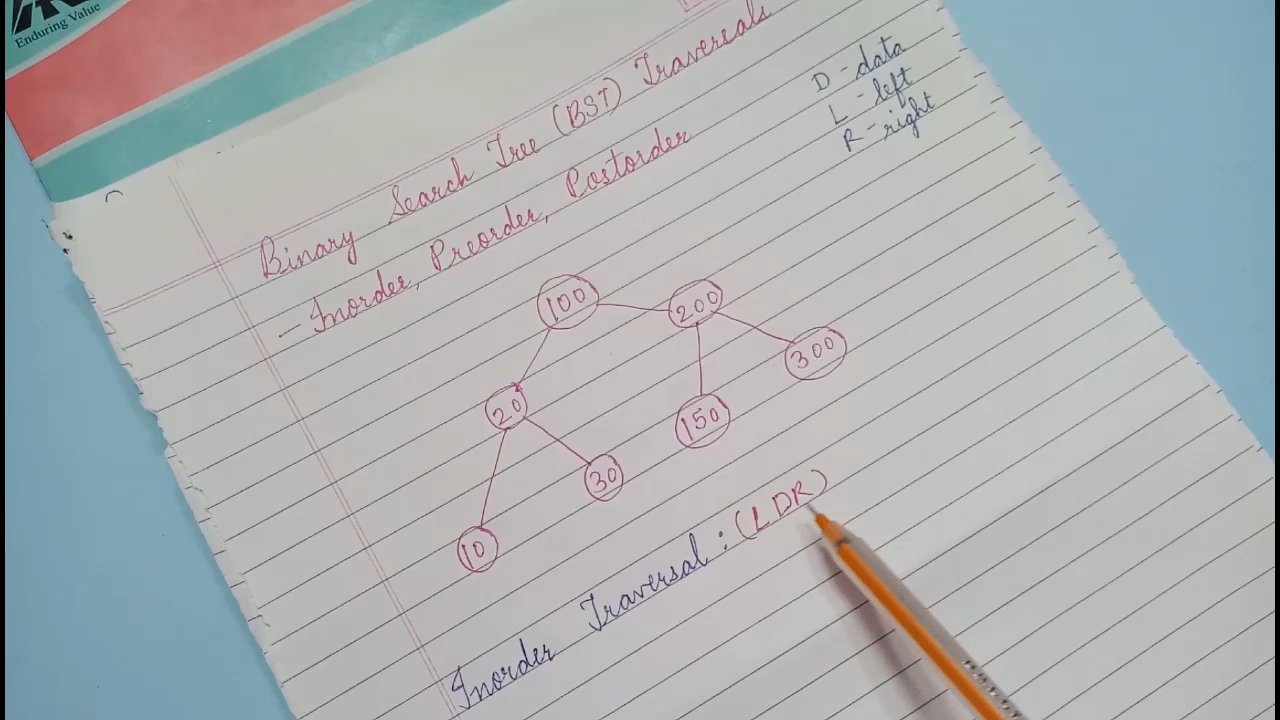 Enduring Value
Binary Search Tree (BST) Traversals
- Inorder, Preorder, Postorder
D - data
L - left
R - right
100
200
300
20
150
30
10
Inorder Traversal : (LDR)